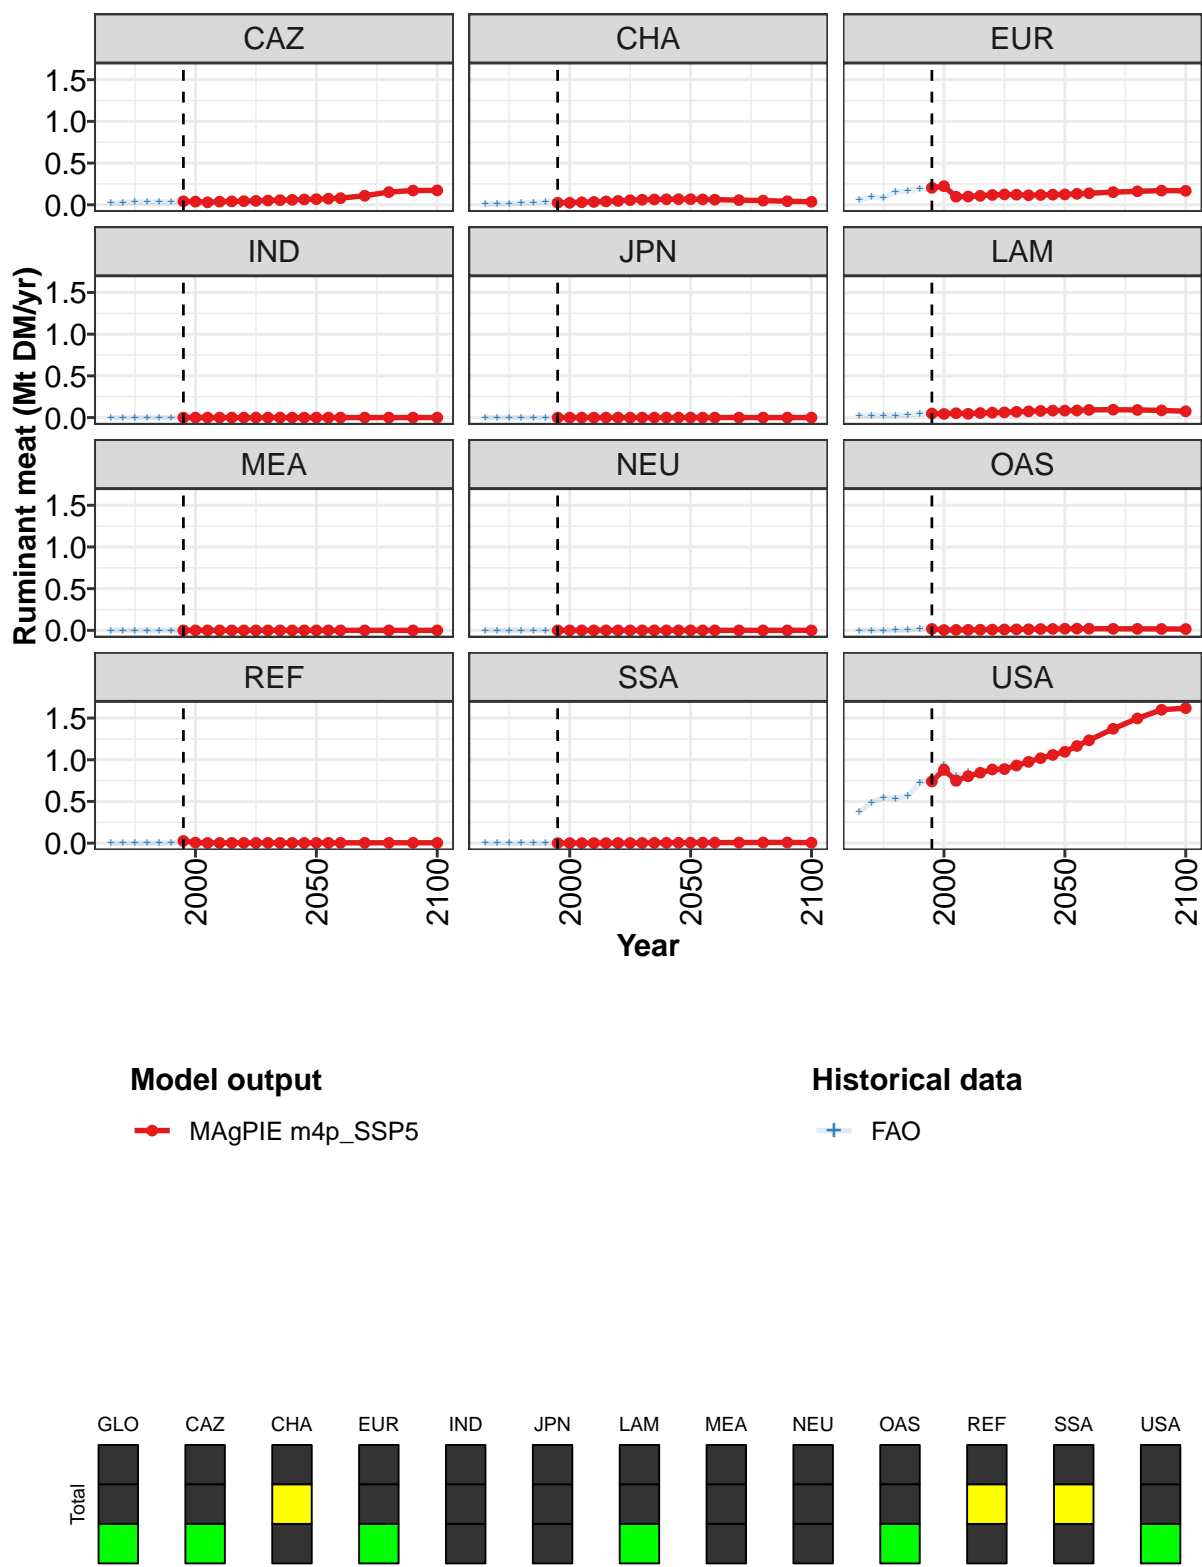 CAZ CHA EUR
1.5
1.0
0.5
0.0
IND JPN LAM
1.5
1.0
0.5
0.0
MEA NEU OAS
1.5
1.0
0.5
0.0
REF SSA USA
1.5
1.0
0.5
0.0
Ruminant meat (Mt DM/yr)
2000 2050 2100 2000 2050 2100 2000 2050 2100
Year
Model output
MAgPIE m4p_SSP5
Historical data
FAO
GLO CAZ CHA EUR IND JPN LAM MEA NEU OAS REF SSA USA
Total